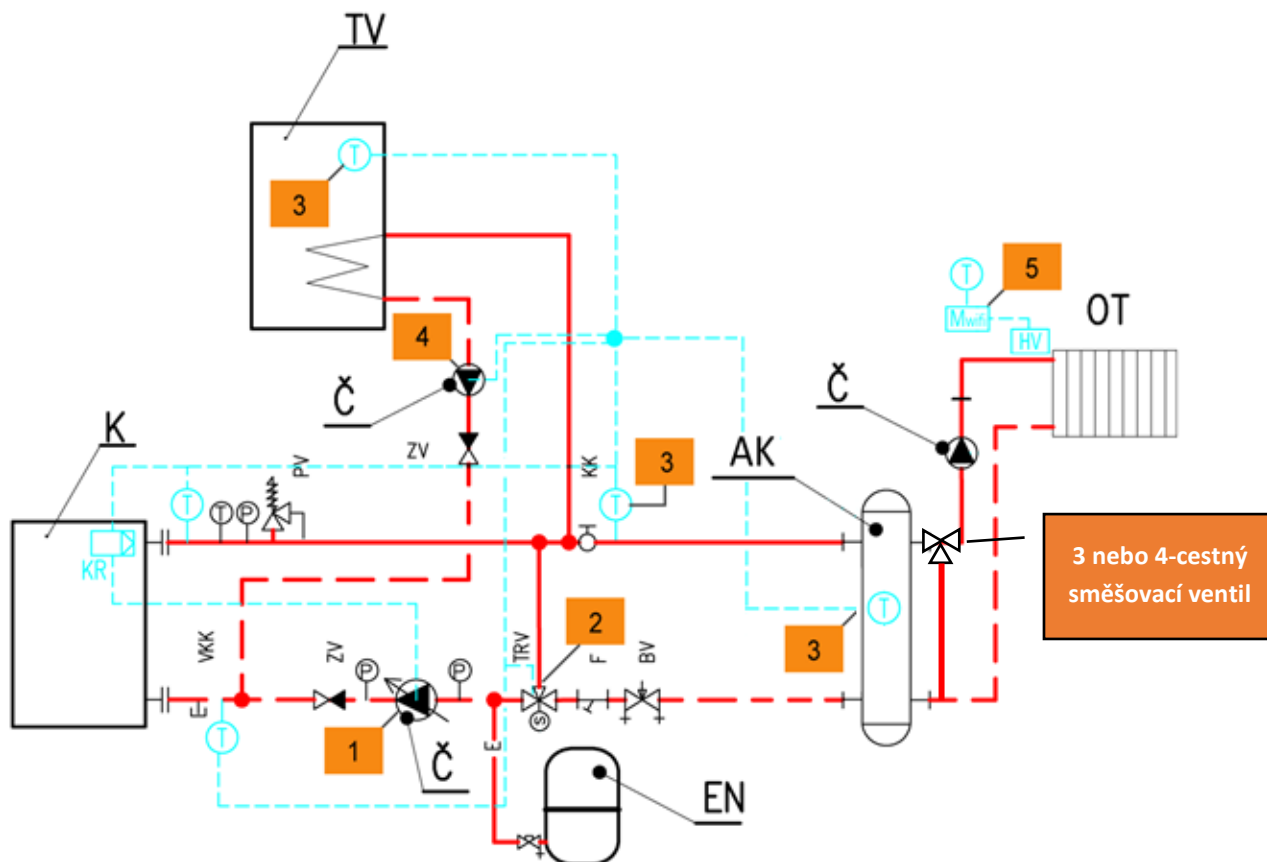 TV
T
3
4
Č
K
PV
ZV
KK
T
3
T
T
P
KR
VKK
ZV
P
P
T
1
Č
TRV
2
S
F
BV
E
EN
AK
T
3
Č
T
5
Mwifi
HV
OT
3 nebo 4-cestný
směšovací ventil